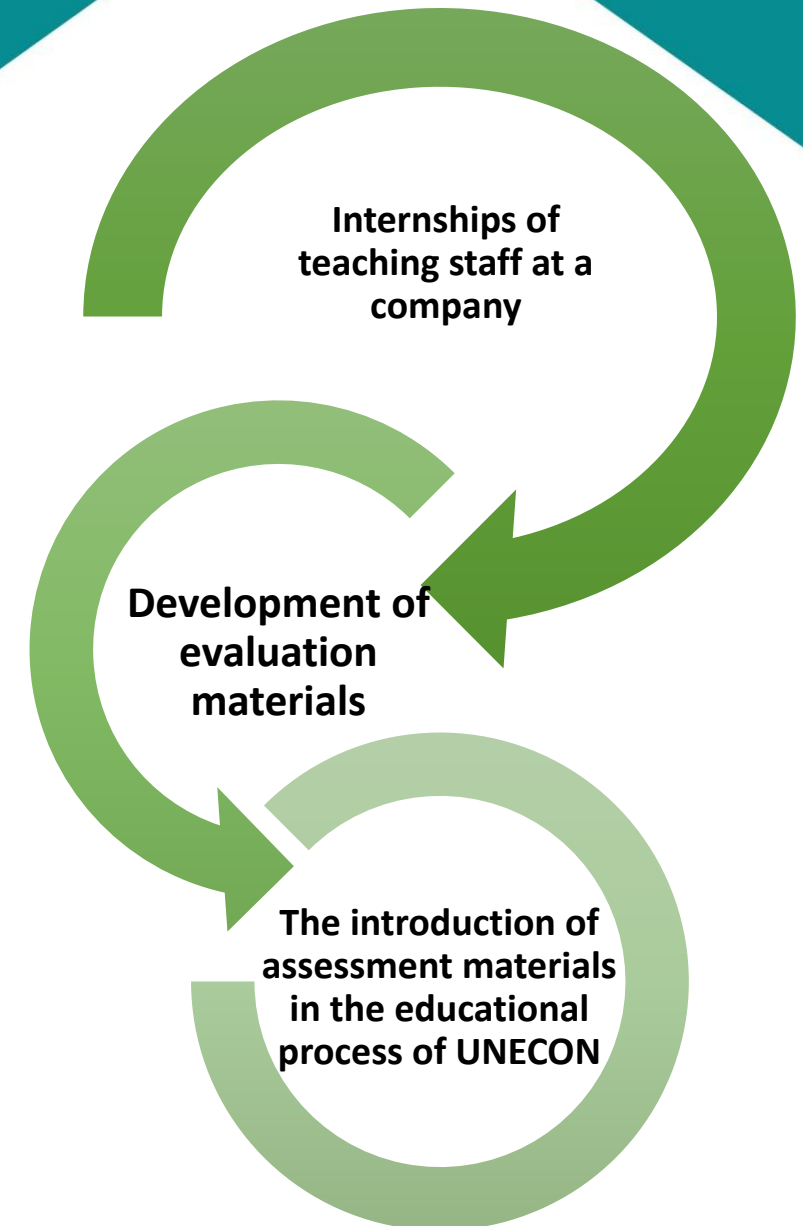 Internships of
teaching staff at a
company
Development of
evaluation
materials
The introduction of
assessment materials
in the educational
process of UNECON